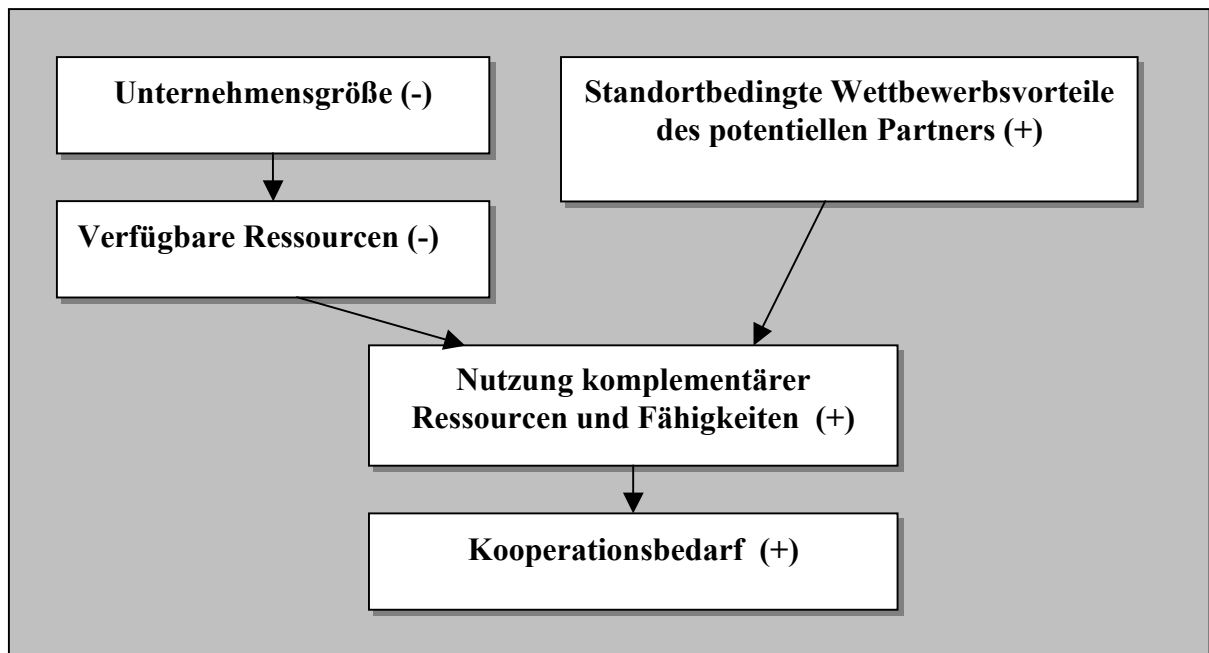 Unternehmensgröße (-)
Standortbedingte Wettbewerbsvorteile
des potentiellen Partners (+)
Verfügbare Ressourcen (-)
Nutzung komplementärer
Ressourcen und Fähigkeiten  (+)
Kooperationsbedarf  (+)